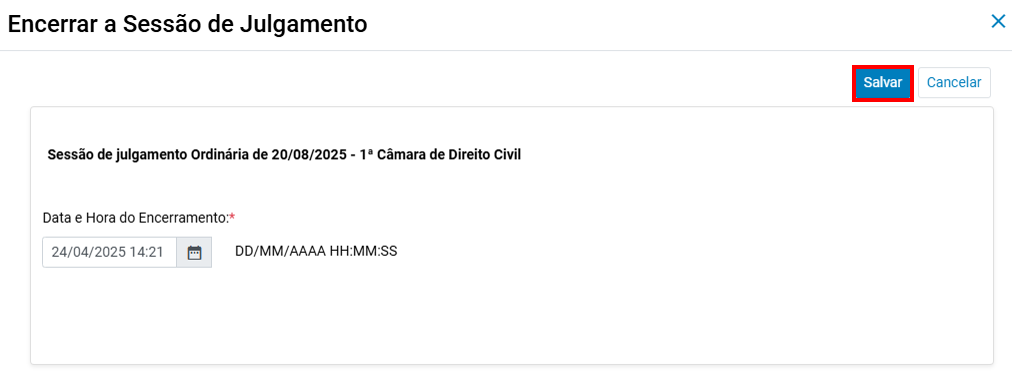 Encerrar a Sessão de Julgamento
Salvar
Cancelar
Sessão de julgamento Ordinária de 20/08/2025 - 1ª Câmara de Direito Civil
Data e Hora do Encerramento:*
24/04/2025 14:21 DD/MM/AAAA HH:MM:SS